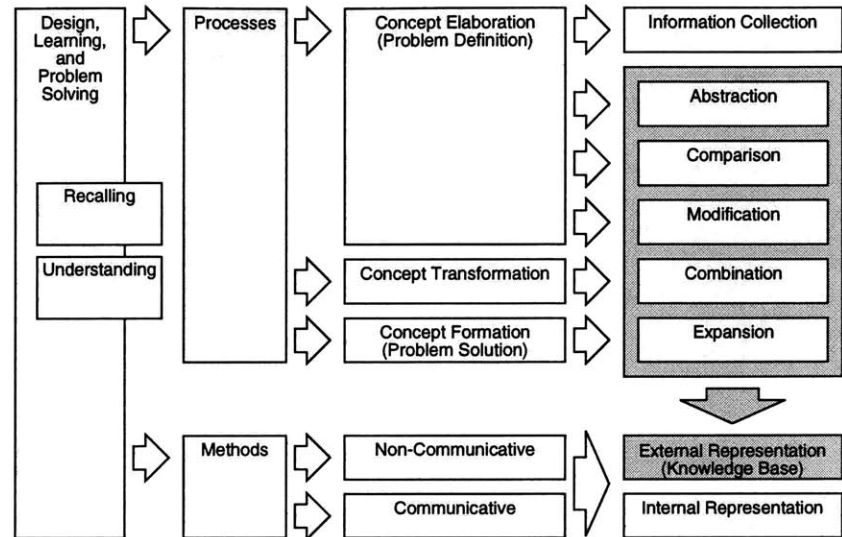 Design,
Learning,
and
Problem
Solving
Recalling
Understanding
Processes
Concept Elaboration
(Problem Definition)
Concept Transformation
Concept Formation
(Problem Solution)
Information Collection
Abstraction
Comparison
Modification
Combination
Expansion
Methods
Non-Communicative
Communicative
External Representation
(Knowledge Base)
Internal Representation